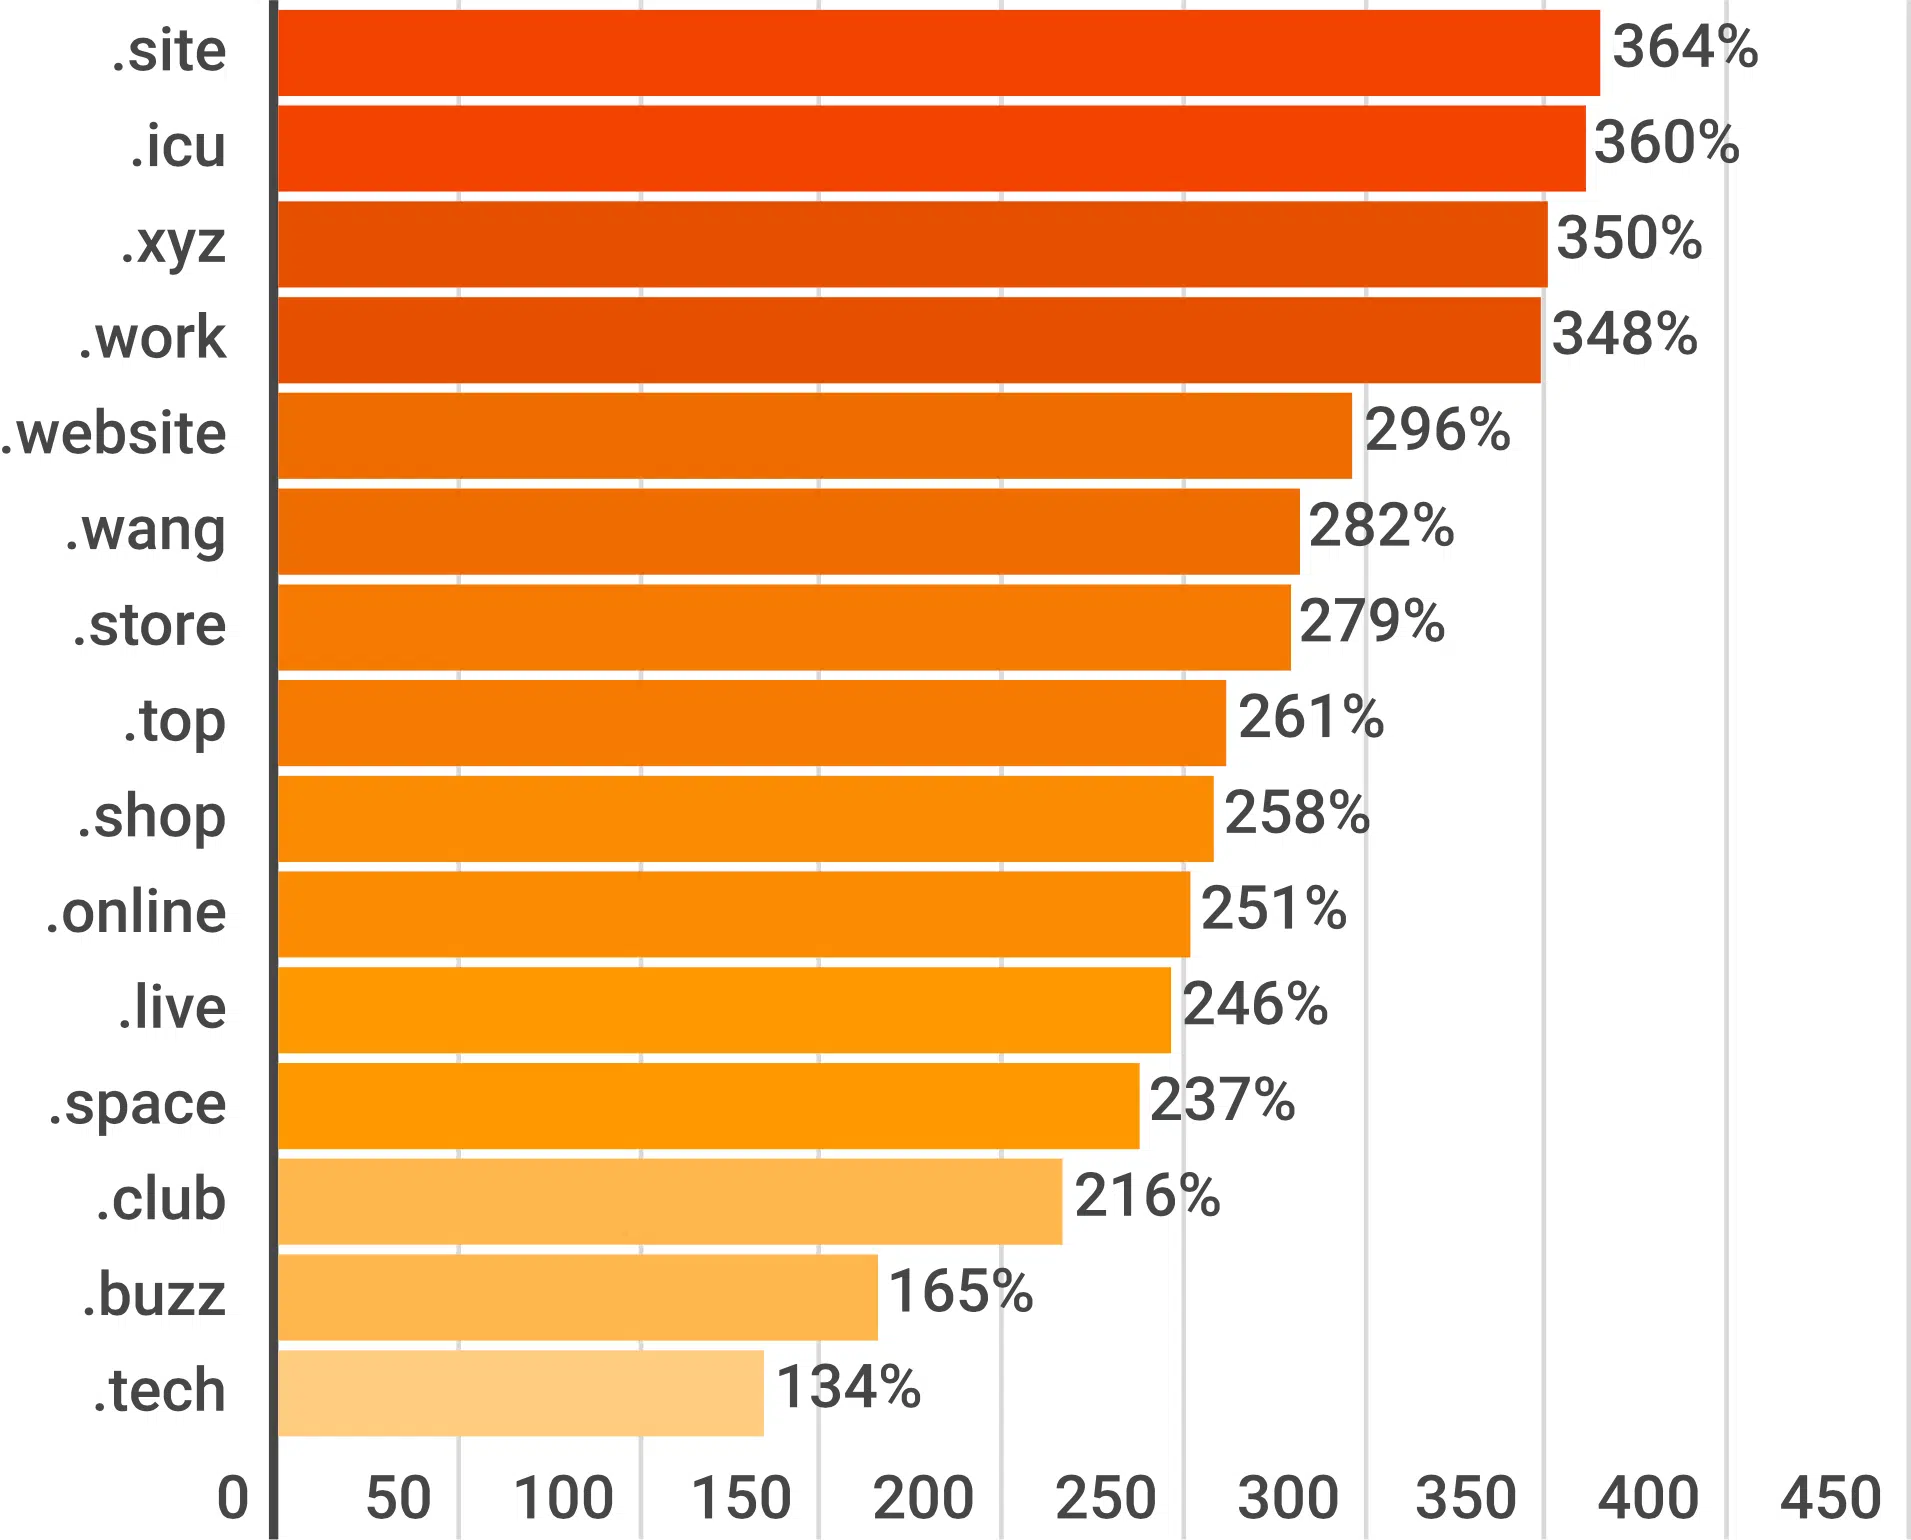 .site 364%
.icu 360%
.xyz 350%
.work 348%
.website 296%
.wang 282%
.store 279%
.top 261%
.shop 258%
.online 251%
.live 246%
.space 237%
.club 216%
.buzz 165%
.tech 134%
0 50 100 150 200 250 300 350 400 450